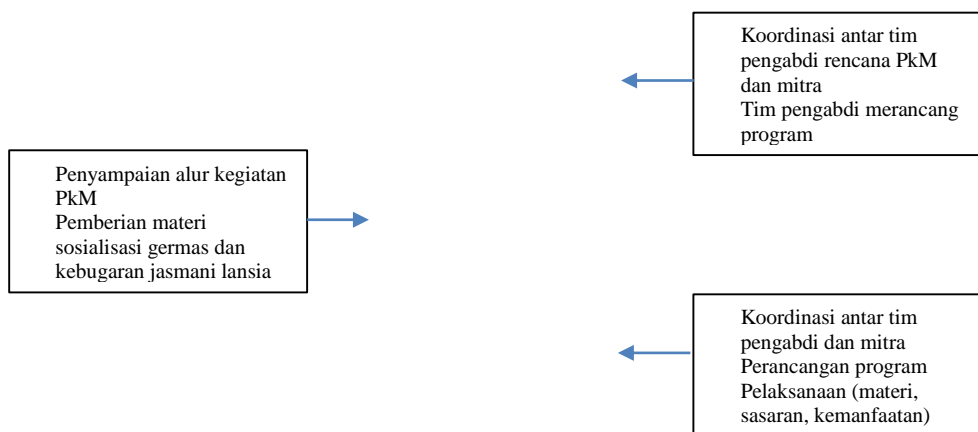 Koordinasi antar tim
pengabdi rencana PkM
dan mitra
Tim pengabdi merancang
program
Penyampaian alur kegiatan
PkM
Pemberian materi
sosialisasi germas dan
kebugaran jasmani lansia
Koordinasi antar tim
pengabdi dan mitra
Perancangan program
Pelaksanaan (materi,
sasaran, kemanfaatan)